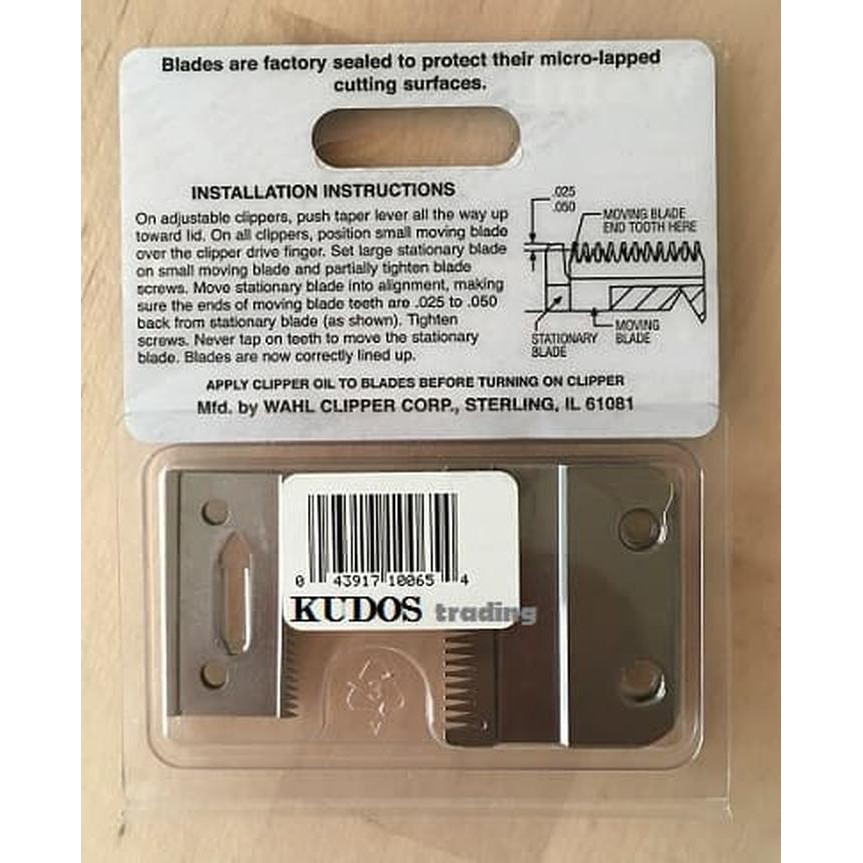 Blades are factory sealed to protect their micro-lapped
cutting surfaces.
INSTALLATION INSTRUCTIONS
On adjustable clippers, push taper lever all the way up
toward lid. On all clippers, position small moving blade
over the clipper drive finger. Set large stationary blade
on small moving blade and partially tighten blade
screws. Move stationary blade into alignment, making
sure the ends of moving blade teeth are .025 to .050
back from stationary blade (as shown). Tighten
screws. Never tap on teeth to move the stationary
blade. Blades are now correctly lined up.
.025
.050
MOVING BLADE
END TOOTH HERE
STATIONARY
BLADE
MOVING
BLADE
APPLY CLIPPER OIL TO BLADES BEFORE TURNING ON CLIPPER
Mfd. by WAHL CLIPPER CORP., STERLING, IL 61081
0 43917 10065 4
KUDOS trading
3